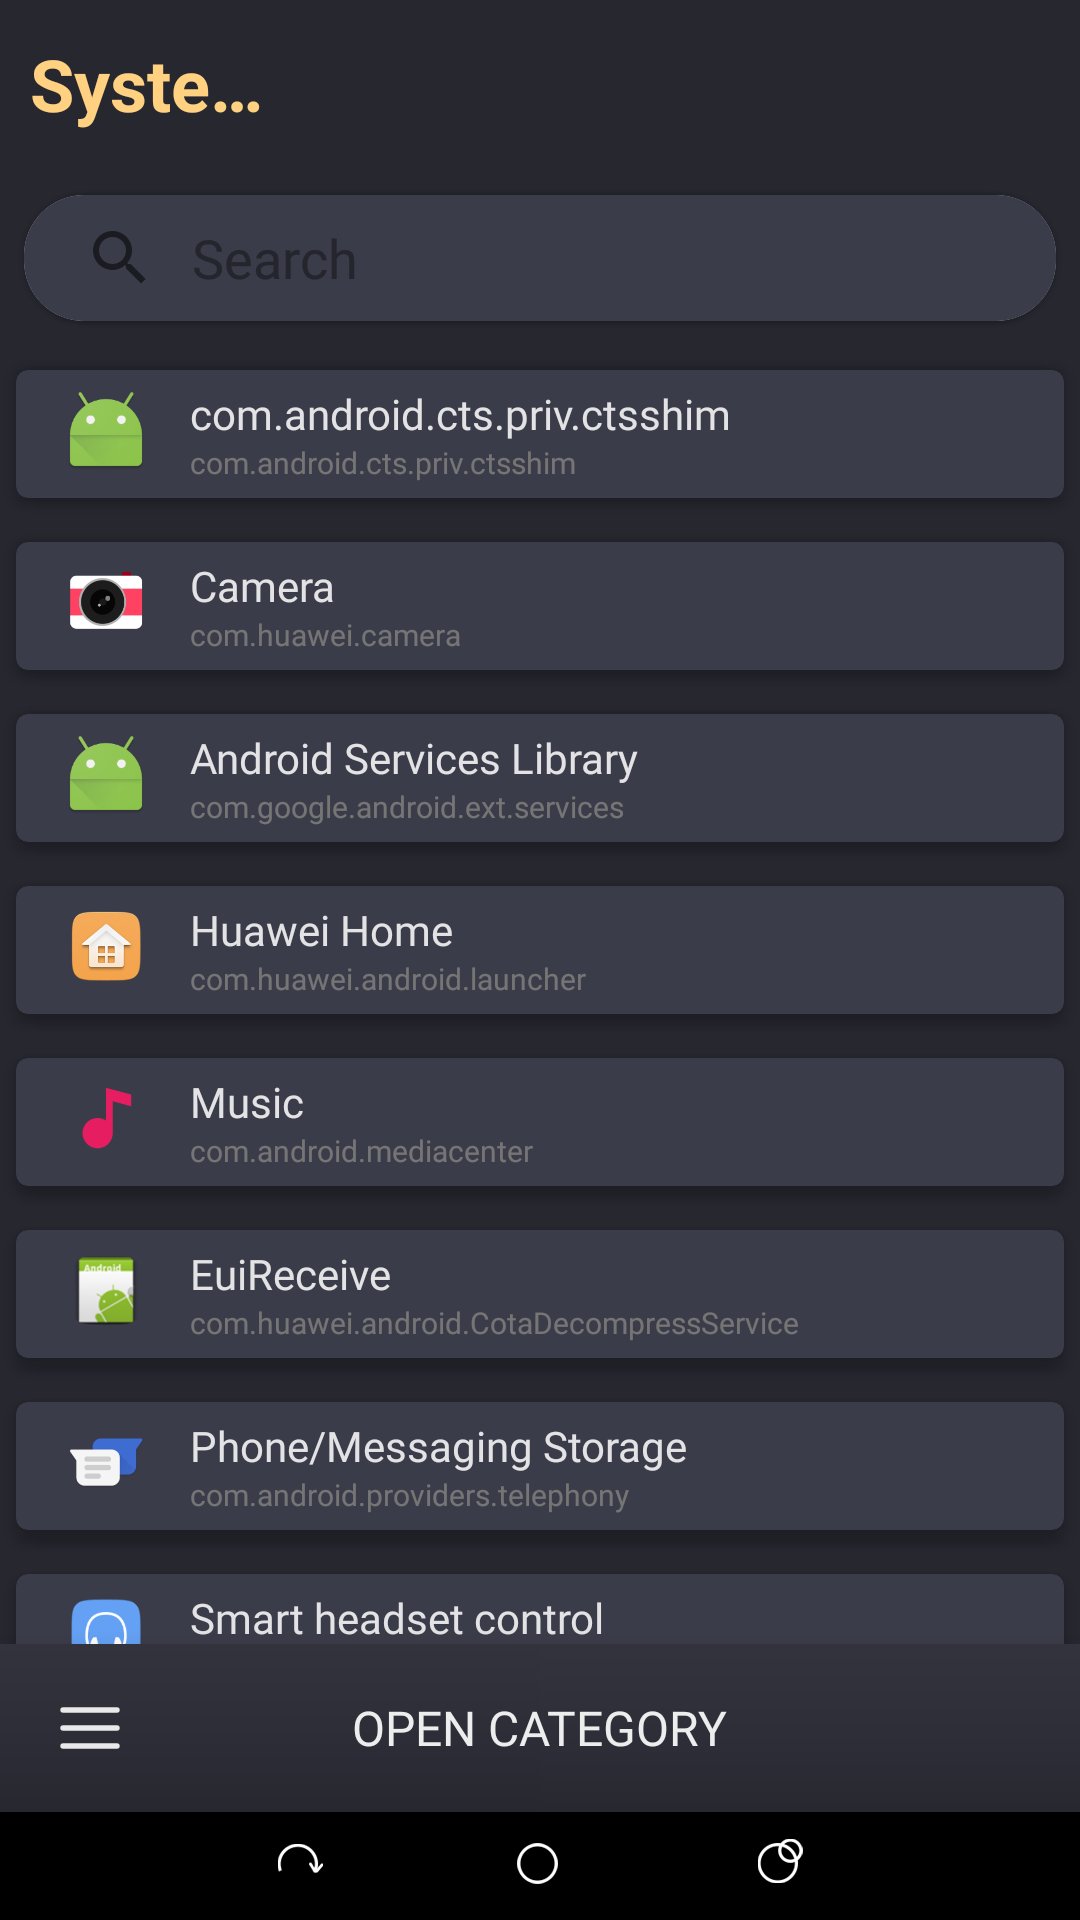 Syste...
Search
com.android.cts.priv.ctsshim
com.android.cts.priv.ctsshim
Camera
com.huawei.camera
Android Services Library
com.google.android.ext.services
Huawei Home
com.huawei.android.launcher
Music
com.android.mediacenter
Android
EuiReceive
com.huawei.android.CotaDecompressService
Phone/Messaging Storage
com.android.providers.telephony
Smart headset control
OPEN CATEGORY